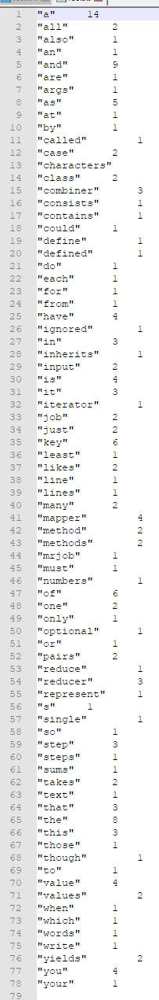 1 "a" 14
2 "all" 2
3 "also" 1
4 "an" 1
5 "and" 9
6 "are" 1
7 "args" 1
8 "as" 5
9 "at" 1
10 "by" 1
11 "called" 1
12 "case" 2
13 "characters"
14 "class" 2
15 "combiner" 3
16 "consists" 1
17 "contains" 1
18 "could" 1
19 "define" 1
20 "defined" 1
21 "do" 1
22 "each" 1
23 "for" 1
24 "from" 1
25 "have" 4
26 "ignored" 1
27 "in" 3
28 "inherits" 1
29 "input" 2
30 "is" 4
31 "it" 3
32 "iterator" 1
33 "job" 2
34 "just" 2
35 "key" 6
36 "least" 1
37 "likes" 2
38 "line" 1
39 "lines" 1
40 "many" 2
41 "mapper" 4
42 "method" 2
43 "methods" 2
44 "mrjob" 1
45 "must" 1
46 "numbers" 1
47 "of" 6
48 "one" 2
49 "only" 1
50 "optional" 1
51 "or" 1
52 "pairs" 2
53 "reduce" 1
54 "reducer" 3
55 "represent" 1
56 "s" 1
57 "single" 1
58 "so" 1
59 "step" 3
60 "steps" 1
61 "sums" 1
62 "takes" 2
63 "text" 1
64 "that" 3
65 "the" 8
66 "this" 3
67 "those" 1
68 "though" 1
69 "to" 1
70 "value" 4
71 "values" 2
72 "when" 1
73 "which" 1
74 "words" 1
75 "write" 1
76 "yields" 2
77 "you" 4
78 "your" 1
79